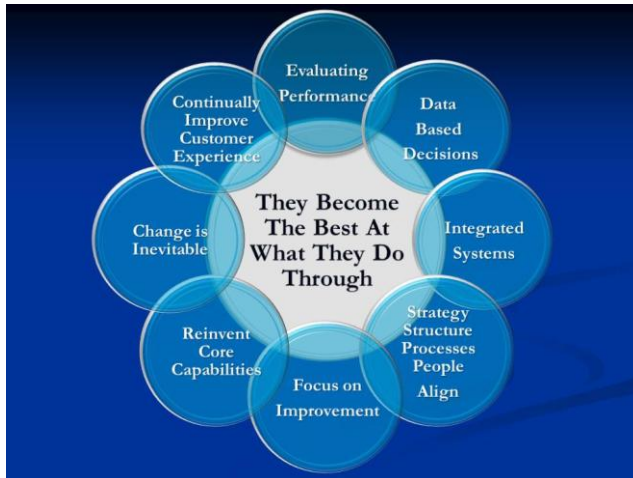 They Become
The Best At
What They Do
Through
Evaluating
Performance
Data
Based
Decisions
Integrated
Systems
Strategy
Structure
Processes
People
Align
Focus on
Improvement
Reinvent
Core
Capabilities
Change is
Inevitable
Continually
Improve
Customer
Experience